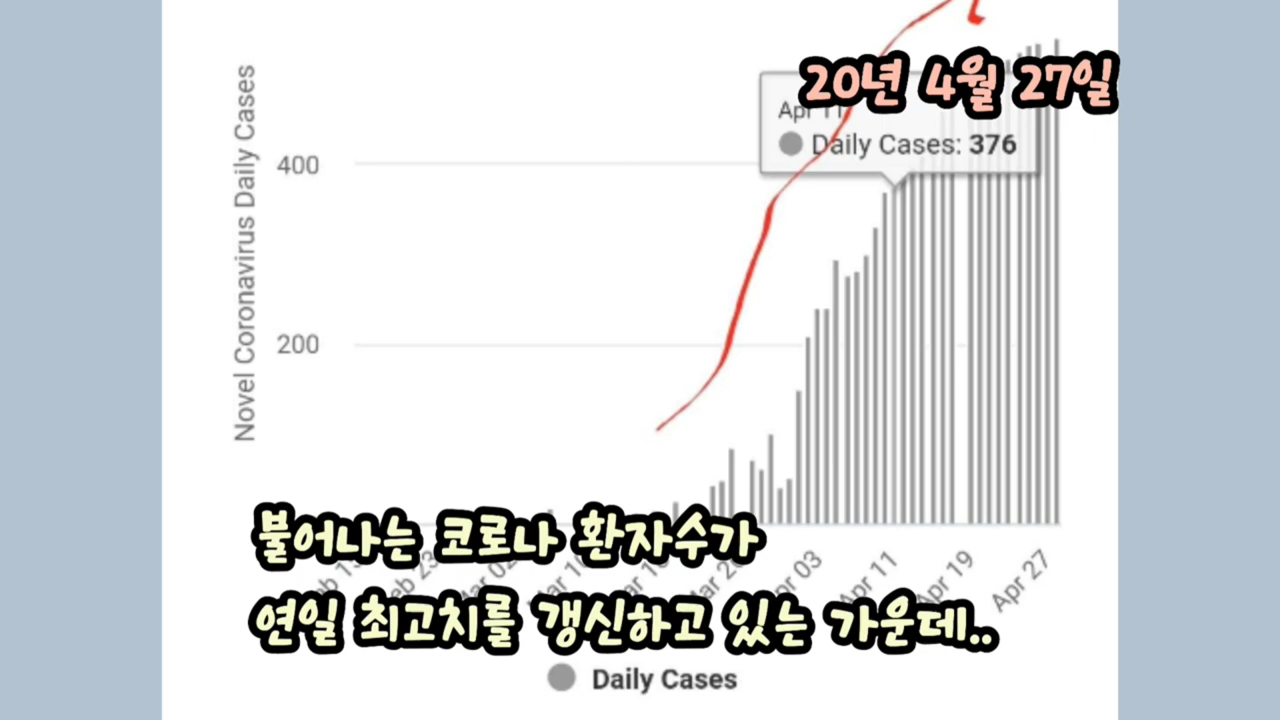 20년 4월 27일
Apr 11
Daily Cases: 376
Novel Coronavirus Daily Cases
400
200
불어나는 코로나 환자수가
Mar 02
Apr 03
Apr 11
Apr 19
Apr 27
연일 최고치를 갱신하고 있는 가운데..
Daily Cases